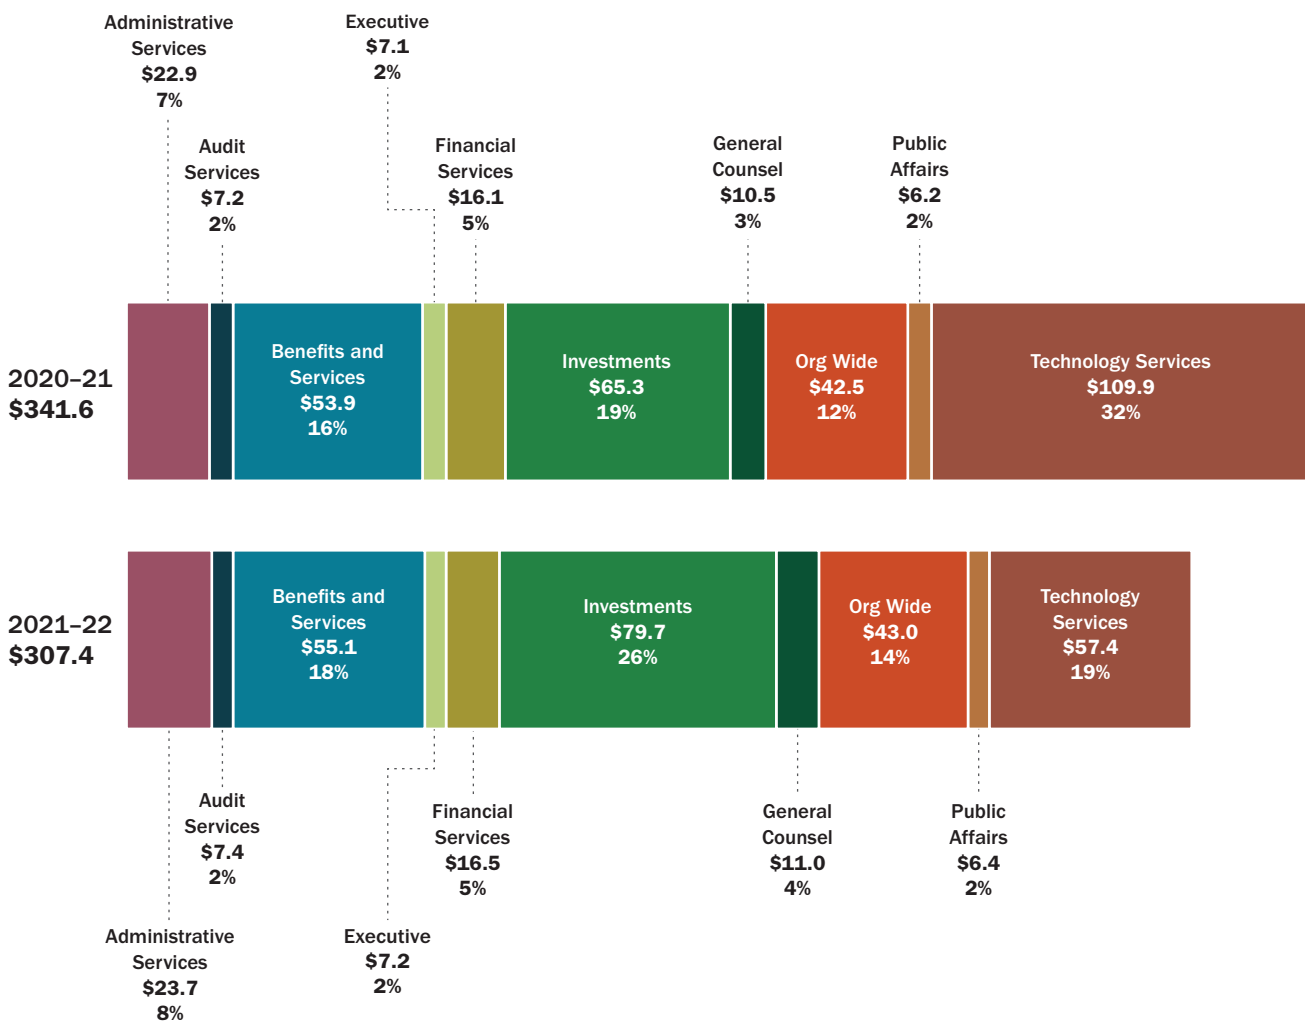 Administrative
Services
$22.9
7%
Executive
$7.1
2%
Audit
Services
$7.2
2%
Financial
Services
$16.1
5%
General
Counsel
$10.5
3%
Public
Affairs
$6.2
2%
2020–21
$341.6
Benefits and
Services
$53.9
16%
Investments
$65.3
19%
Org Wide
$42.5
12%
Technology Services
$109.9
32%
2021–22
$307.4
Benefits and
Services
$55.1
18%
Investments
$79.7
26%
Org Wide
$43.0
14%
Technology
Services
$57.4
19%
Audit
Services
$7.4
2%
Financial
Services
$16.5
5%
General
Counsel
$11.0
4%
Public
Affairs
$6.4
2%
Administrative
Services
$23.7
8%
Executive
$7.2
2%